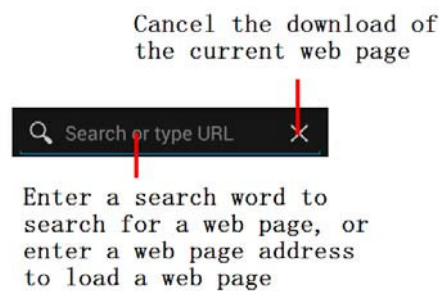 Cancel the download of
the current web page
Search or type URL
Enter a search word to
search for a web page, or
enter a web page address
to load a web page